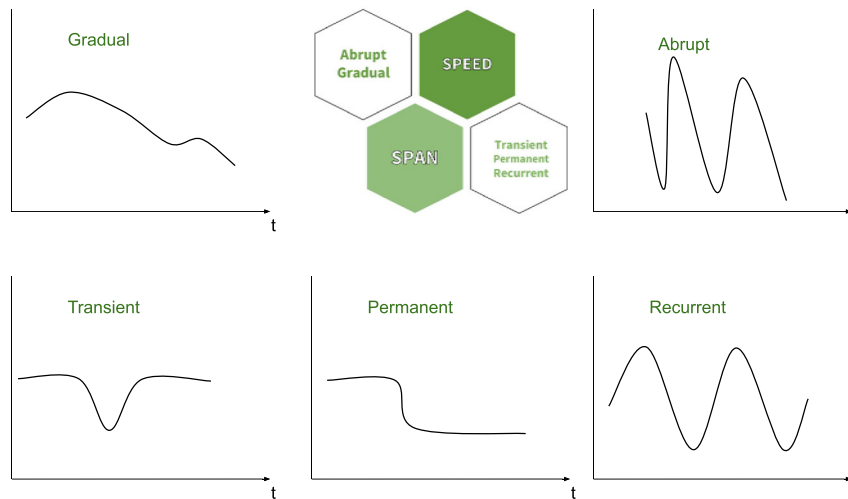 Gradual
t
Abrupt
Gradual
SPEED
SPAN
Transient
Permanent
Recurrent
Abrupt
Transient
t
Permanent
t
Recurrent